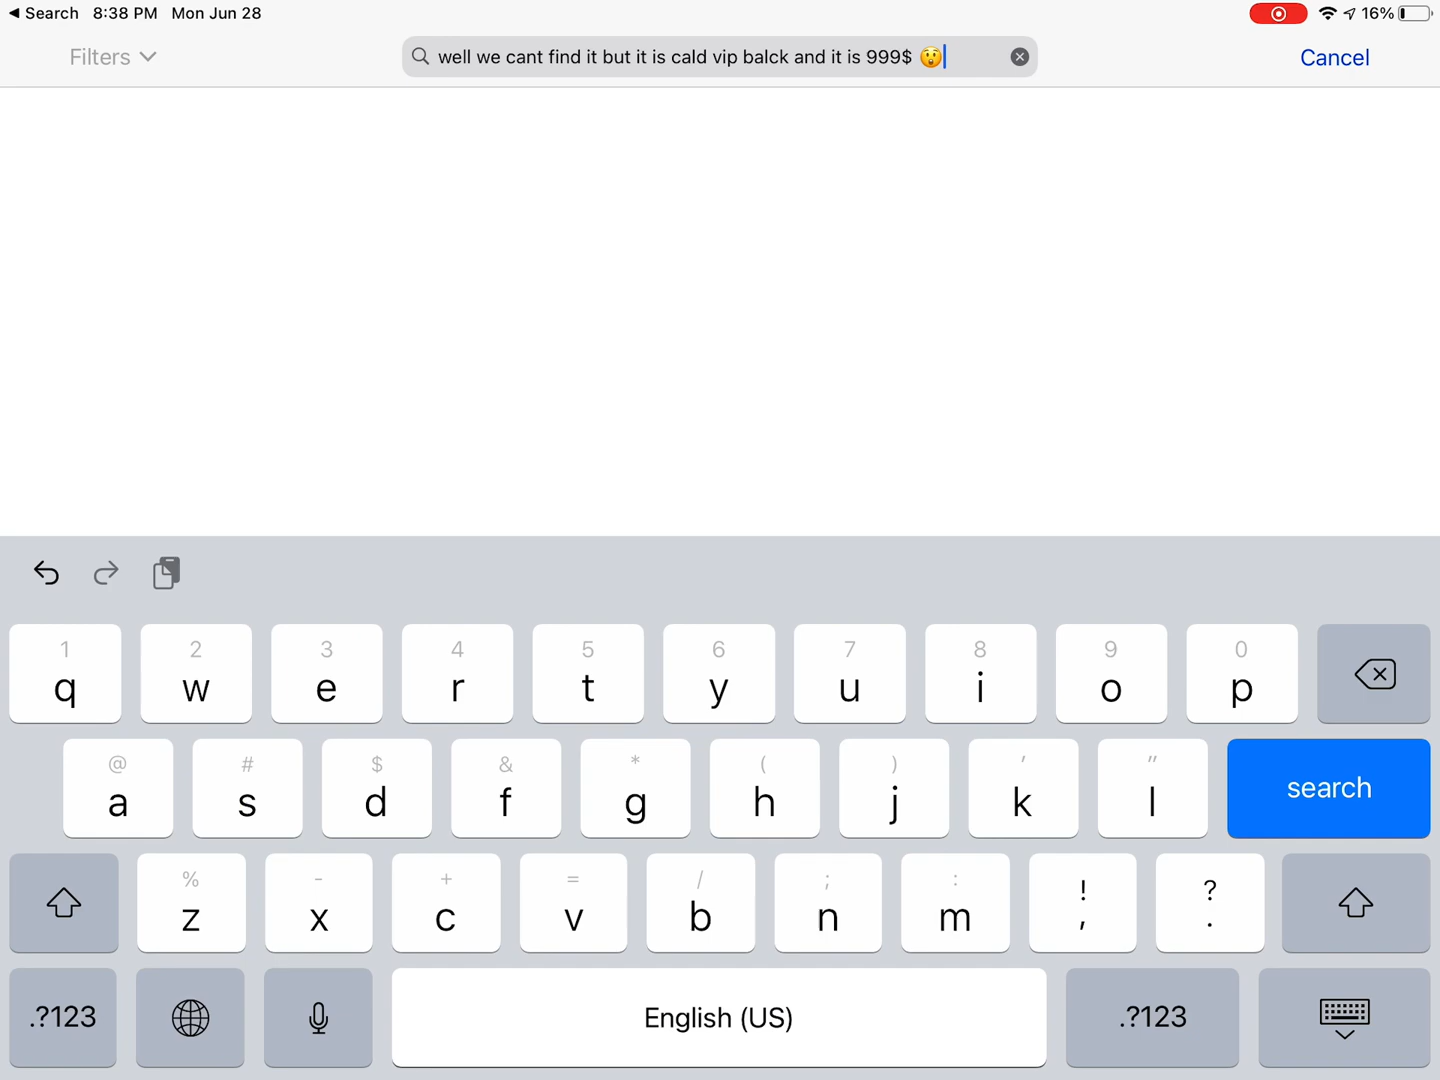 ◀ Search 8:38 PM Mon Jun 28 16%
Filters
well we cant find it but it is cald vip balck and it is 999$ 😲
Cancel
1 2 3 4 5 6 7 8 9 0
q w e r t y u i o p
@ # $ & * ( ) ' "
a s d f g h j k l search
% - + = / ; : ! ?
z x c v b n m , .
.?123 English (US) .?123